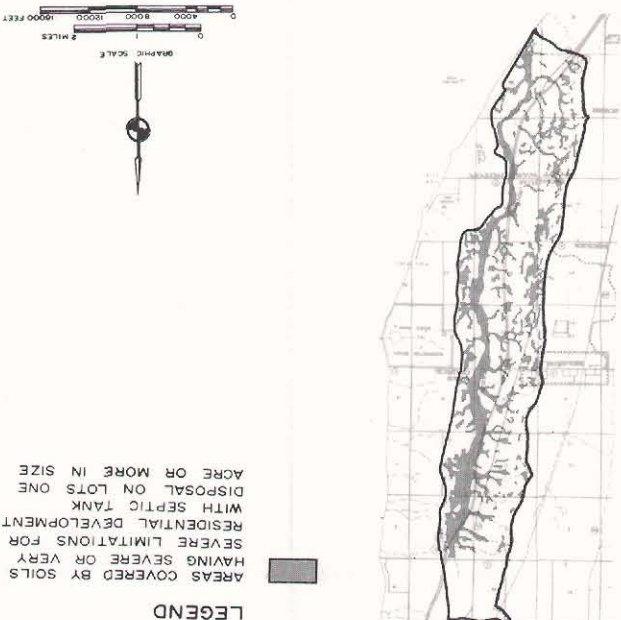 LEGEND
AREAS COVERED BY SOILS
HAVING SEVERE OR VERY
SEVERE LIMITATIONS FOR
RESIDENTIAL DEVELOPMENT
WITH SEPTIC TANK
DISPOSAL ON LOTS ONE
ACRE OR MORE IN SIZE
GRAPHIC SCALE
0 1 2 MILES
0 4000 8000 12000 16000 FEET